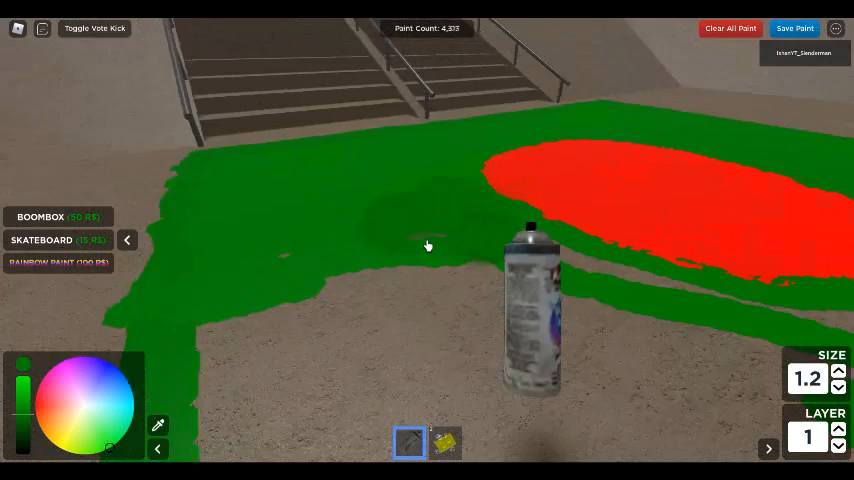 Toggle Vote Kick
Paint Count: 4,313
Clear All Paint
Save Paint
IshanYT_Slenderman
BOOMBOX (50 R$)
SKATEBOARD (15 R$)
RAINBOW PAINT (100 R$)
SIZE
1.2
LAYER
1